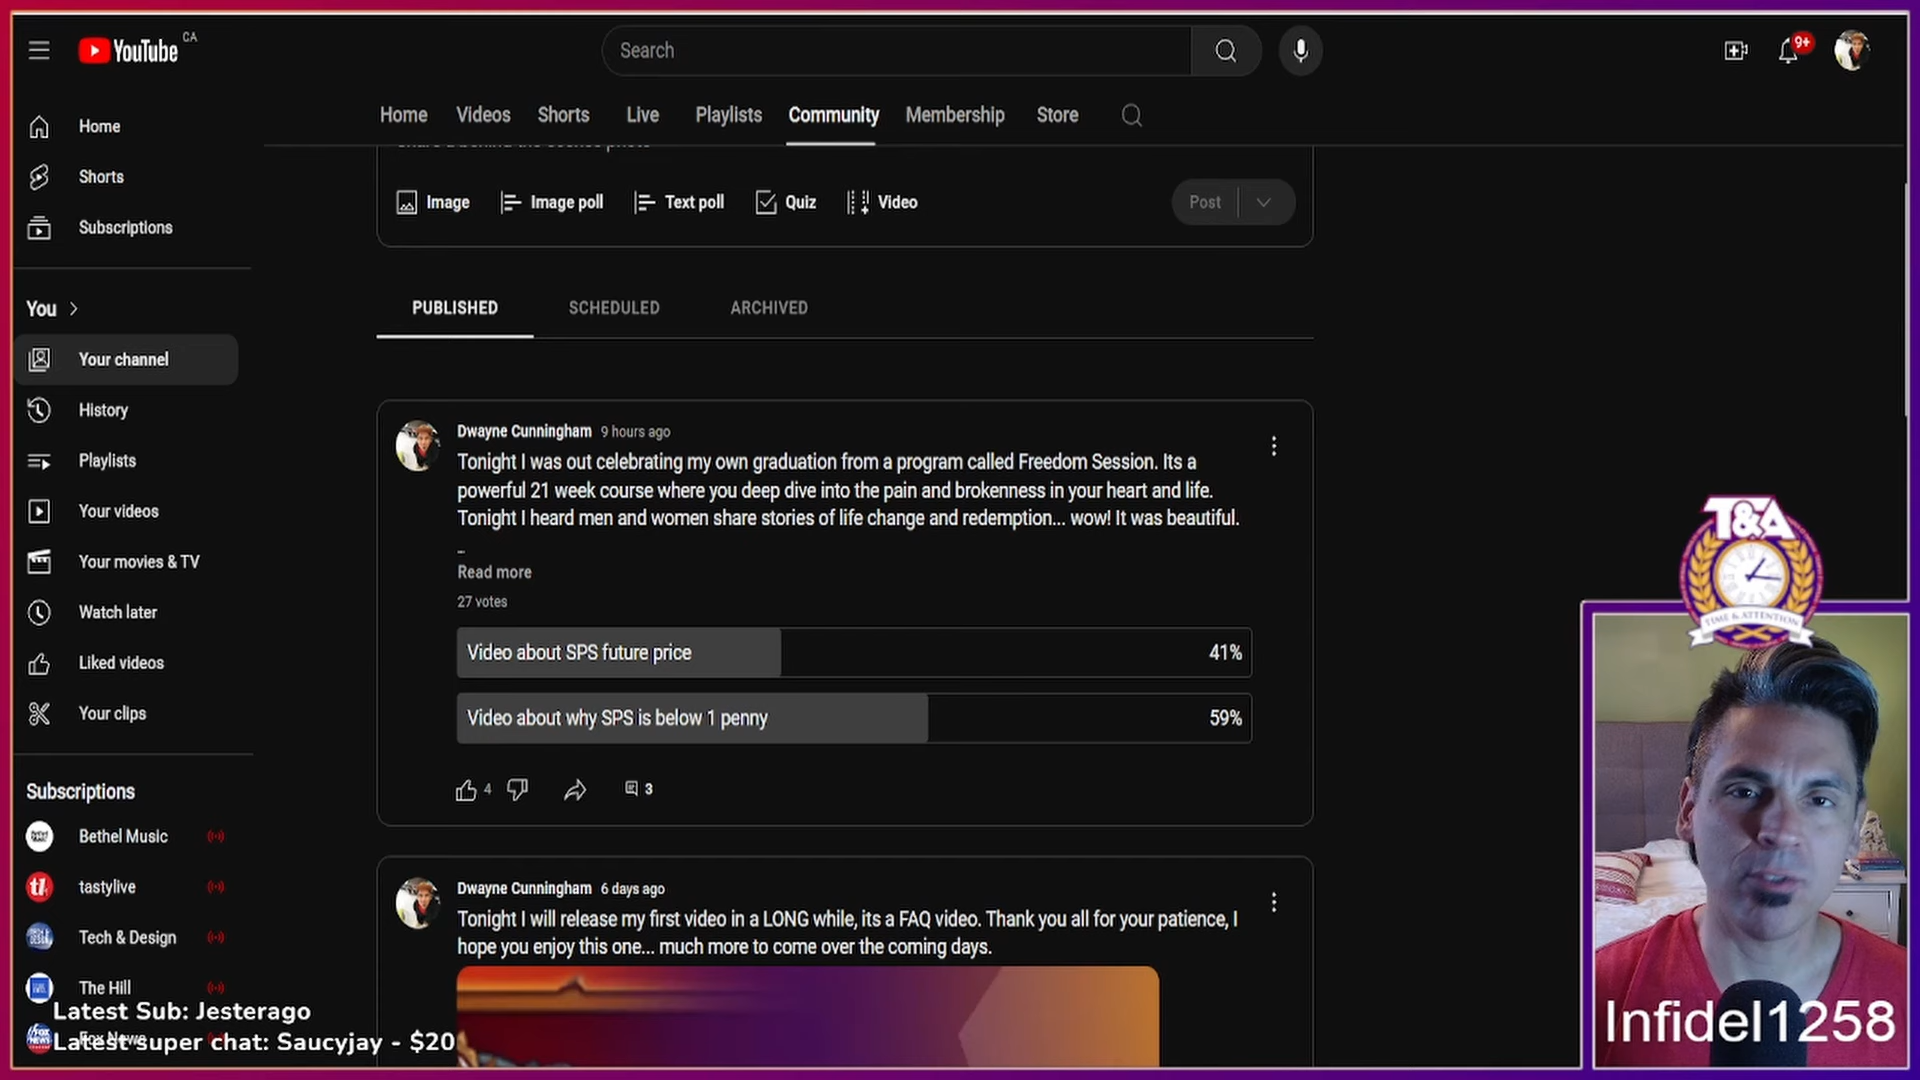 YouTube CA
Search
9+
Home
Shorts
Subscriptions
You
Your channel
History
Playlists
Your videos
Your movies & TV
Watch later
Liked videos
Your clips
Subscriptions
Bethel Music
tastylive
Tech & Design
The Hill
Fox News
Home Videos Shorts Live Playlists Community Membership Store
Image Image poll Text poll Quiz Video Post
PUBLISHED SCHEDULED ARCHIVED
Dwayne Cunningham 9 hours ago
Tonight I was out celebrating my own graduation from a program called Freedom Session. Its a
powerful 21 week course where you deep dive into the pain and brokenness in your heart and life.
Tonight I heard men and women share stories of life change and redemption... wow! It was beautiful.
Read more
27 votes
Video about SPS future price 41%
Video about why SPS is below 1 penny 59%
4 3
Dwayne Cunningham 6 days ago
Tonight I will release my first video in a LONG while, its a FAQ video. Thank you all for your patience, I
hope you enjoy this one... much more to come over the coming days.
Latest Sub: Jesterago
Latest super chat: Saucyjay - $20
T&A
TIME & ATTENTION
Infidel1258